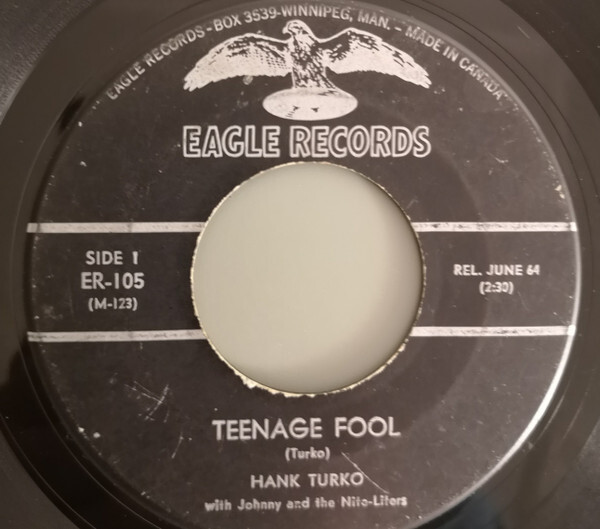 EAGLE RECORDS - BOX 3539-WINNIPEG, MAN. - MADE IN CANADA
EAGLE RECORDS
SIDE 1
ER-105
(M-123)
REL. JUNE 64
(2:30)
TEENAGE FOOL
(Turko)
HANK TURKO
with Johnny and the Nite-Liters